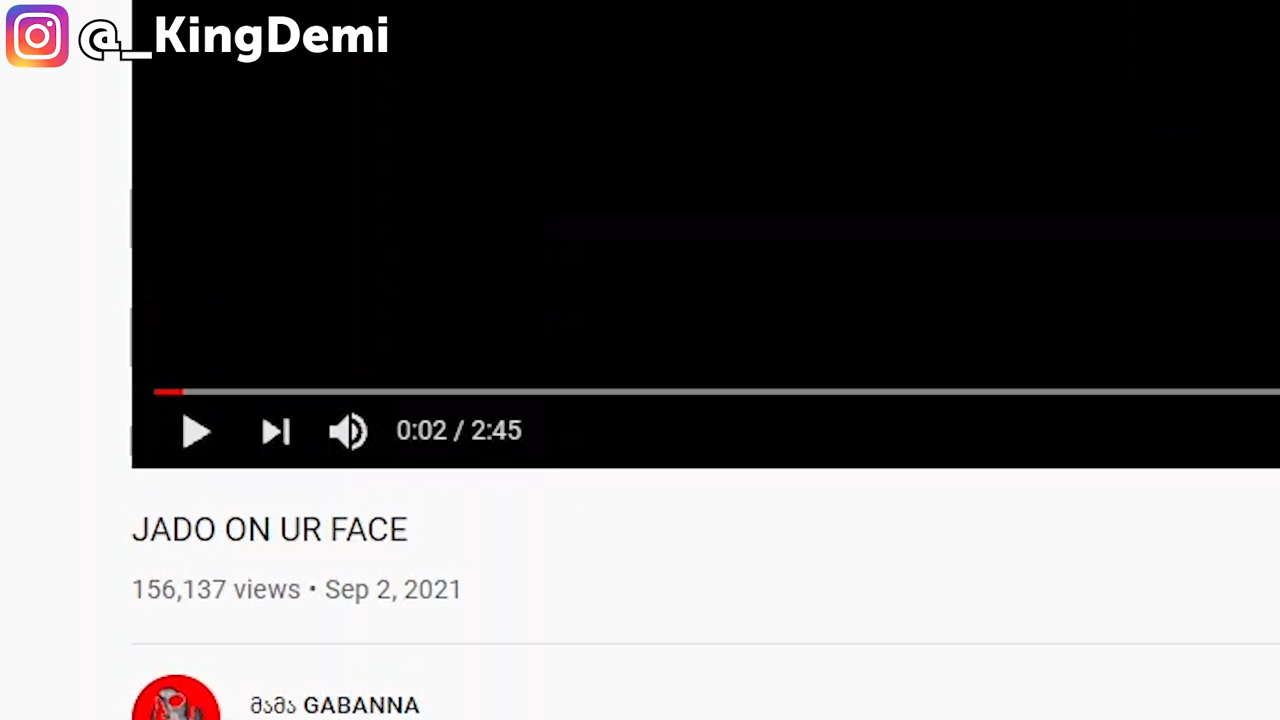 @_KingDemi
0:02 / 2:45
JADO ON UR FACE
156,137 views • Sep 2, 2021
მამა GABANNA